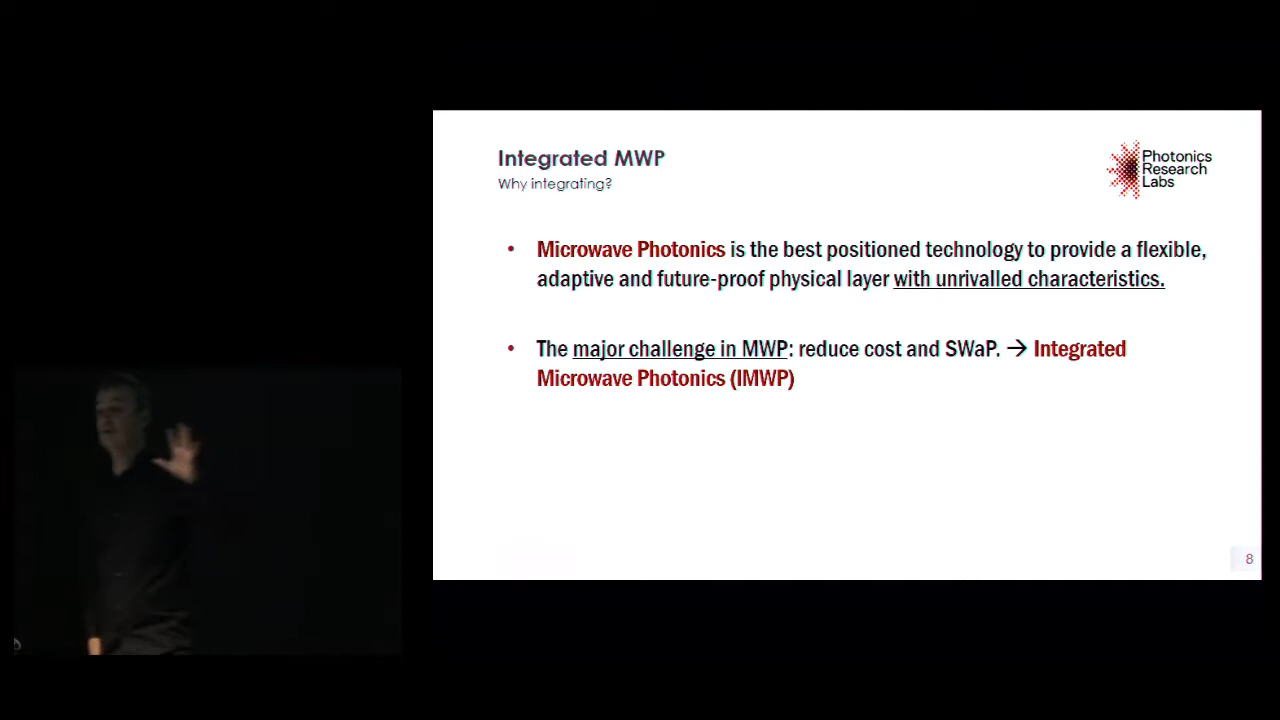 Integrated MWP
Why integrating?
Photonics
Research
Labs
• Microwave Photonics is the best positioned technology to provide a flexible,
adaptive and future-proof physical layer with unrivalled characteristics.
• The major challenge in MWP: reduce cost and SWaP. → Integrated
Microwave Photonics (IMWP)
8